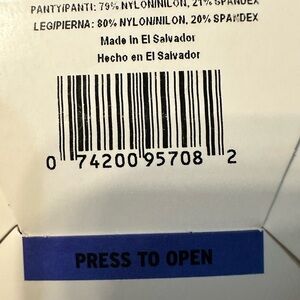 PANTY/PANTI: 79% NYLON/NILON, 21% SPANDEX
LEG/PIERNA: 80% NYLON/NILON, 20% SPANDEX
Made In El Salvador
Hecho en El Salvador
0 74200 95708 2
PRESS TO OPEN